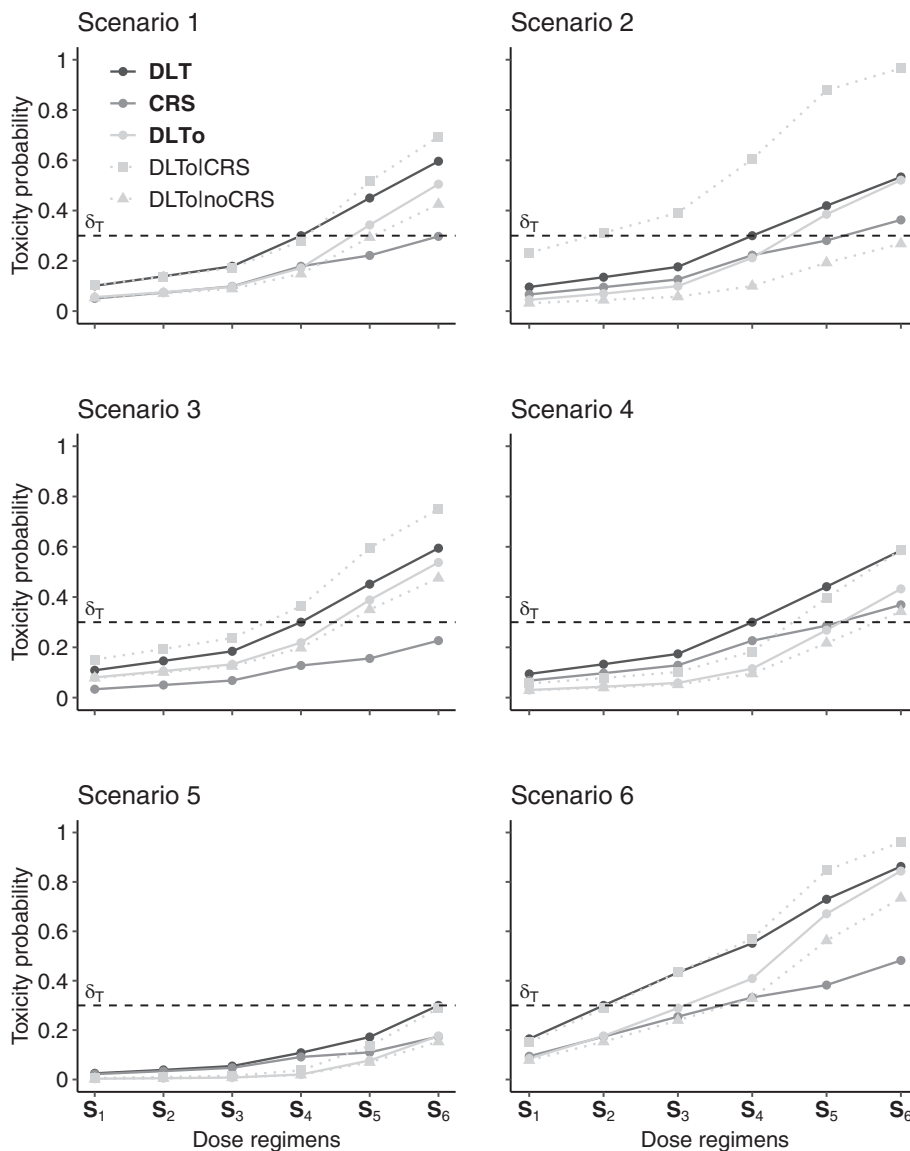 Scenario 1
Scenario 2
Toxicity probability
1
0.8
0.6
0.4
0.2
0
δT
DLT
CRS
DLTo
DLTo|CRS
DLTo|noCRS
δT
Scenario 3
Scenario 4
Toxicity probability
1
0.8
0.6
0.4
0.2
0
δT
δT
Scenario 5
Scenario 6
Toxicity probability
1
0.8
0.6
0.4
0.2
0
δT
δT
S1 S2 S3 S4 S5 S6
S1 S2 S3 S4 S5 S6
Dose regimens
Dose regimens